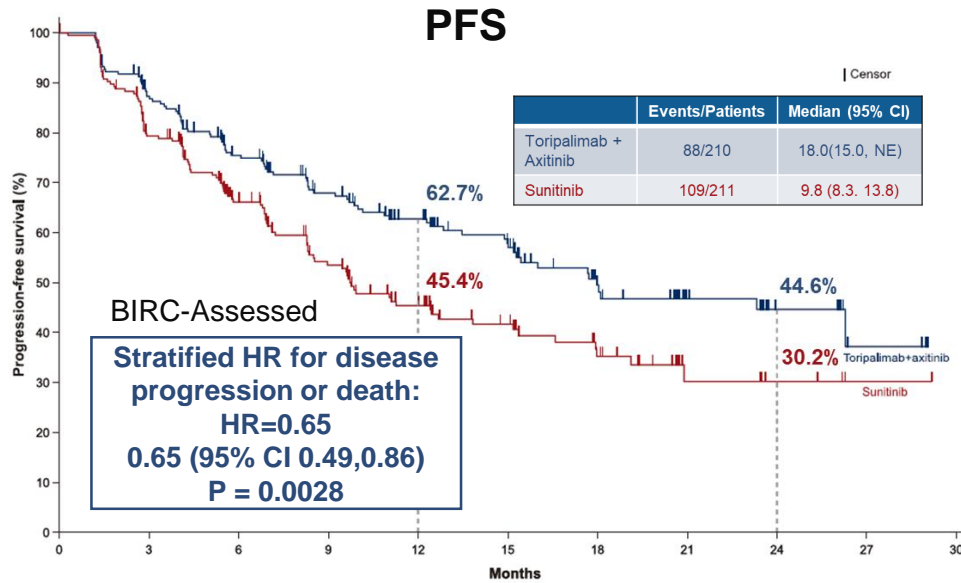 PFS
Censor
Events/Patients Median (95% CI)
Toripalimab +
Axitinib
88/210 18.0(15.0, NE)
Sunitinib 109/211 9.8 (8.3. 13.8)
Progression-free survival (%)
100
90
80
70
60
50
40
30
20
10
0
62.7%
45.4%
44.6%
30.2%
Toripalimab+axitinib
Sunitinib
BIRC-Assessed
Stratified HR for disease
progression or death:
HR=0.65
0.65 (95% CI 0.49,0.86)
P = 0.0028
0 3 6 9 12 15 18 21 24 27 30
Months